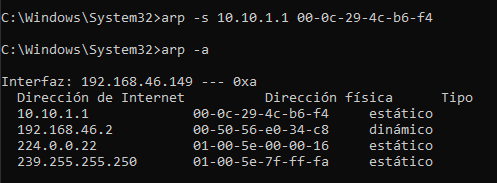 C:\Windows\System32>arp -s 10.10.1.1 00-0c-29-4c-b6-f4
C:\Windows\System32>arp -a
Interfaz: 192.168.46.149 --- 0xa
Dirección de Internet Dirección física Tipo
10.10.1.1 00-0c-29-4c-b6-f4 estático
192.168.46.2 00-50-56-e0-34-c8 dinámico
224.0.0.22 01-00-5e-00-00-16 estático
239.255.255.250 01-00-5e-7f-ff-fa estático